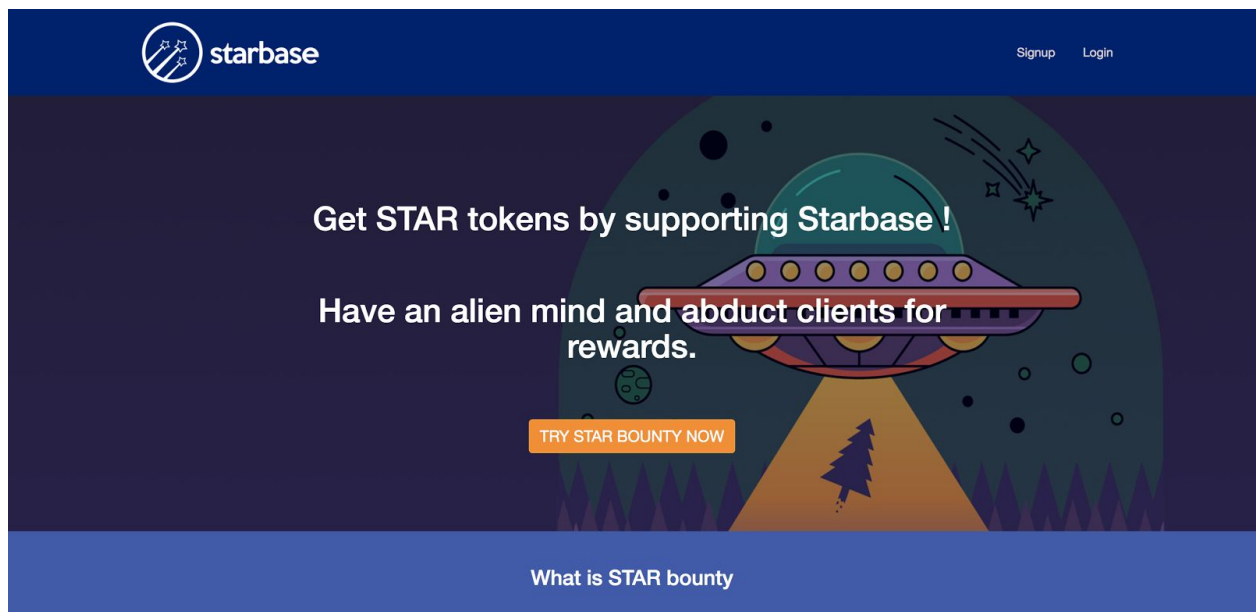 starbase
Signup Login
Get STAR tokens by supporting Starbase !
Have an alien mind and abduct clients for
rewards.
TRY STAR BOUNTY NOW
What is STAR bounty